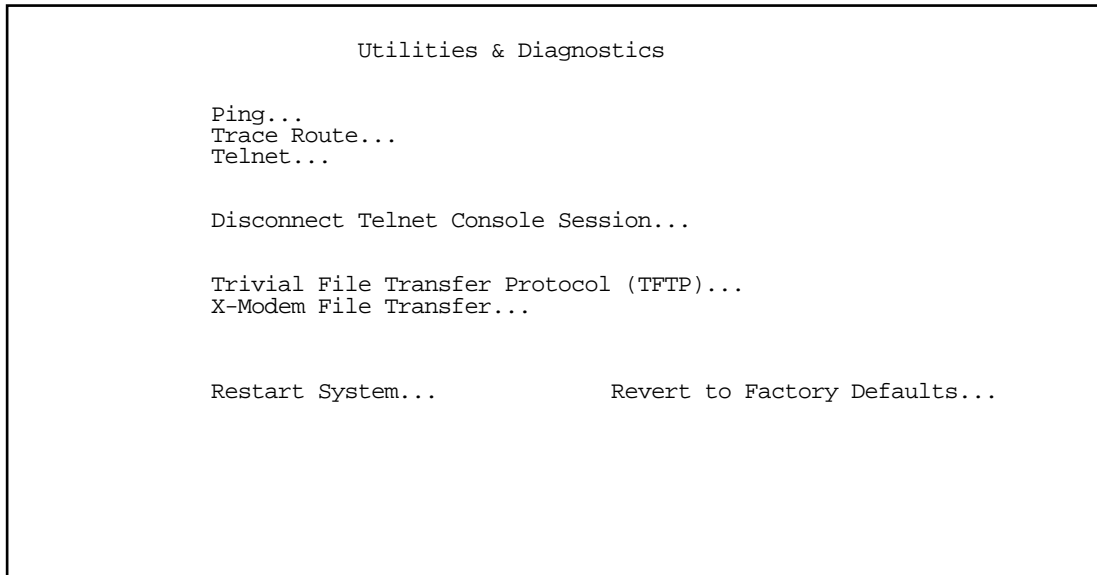 Utilities & Diagnostics
Ping...
Trace Route...
Telnet...
Disconnect Telnet Console Session...
Trivial File Transfer Protocol (TFTP)...
X-Modem File Transfer...
Restart System... Revert to Factory Defaults...